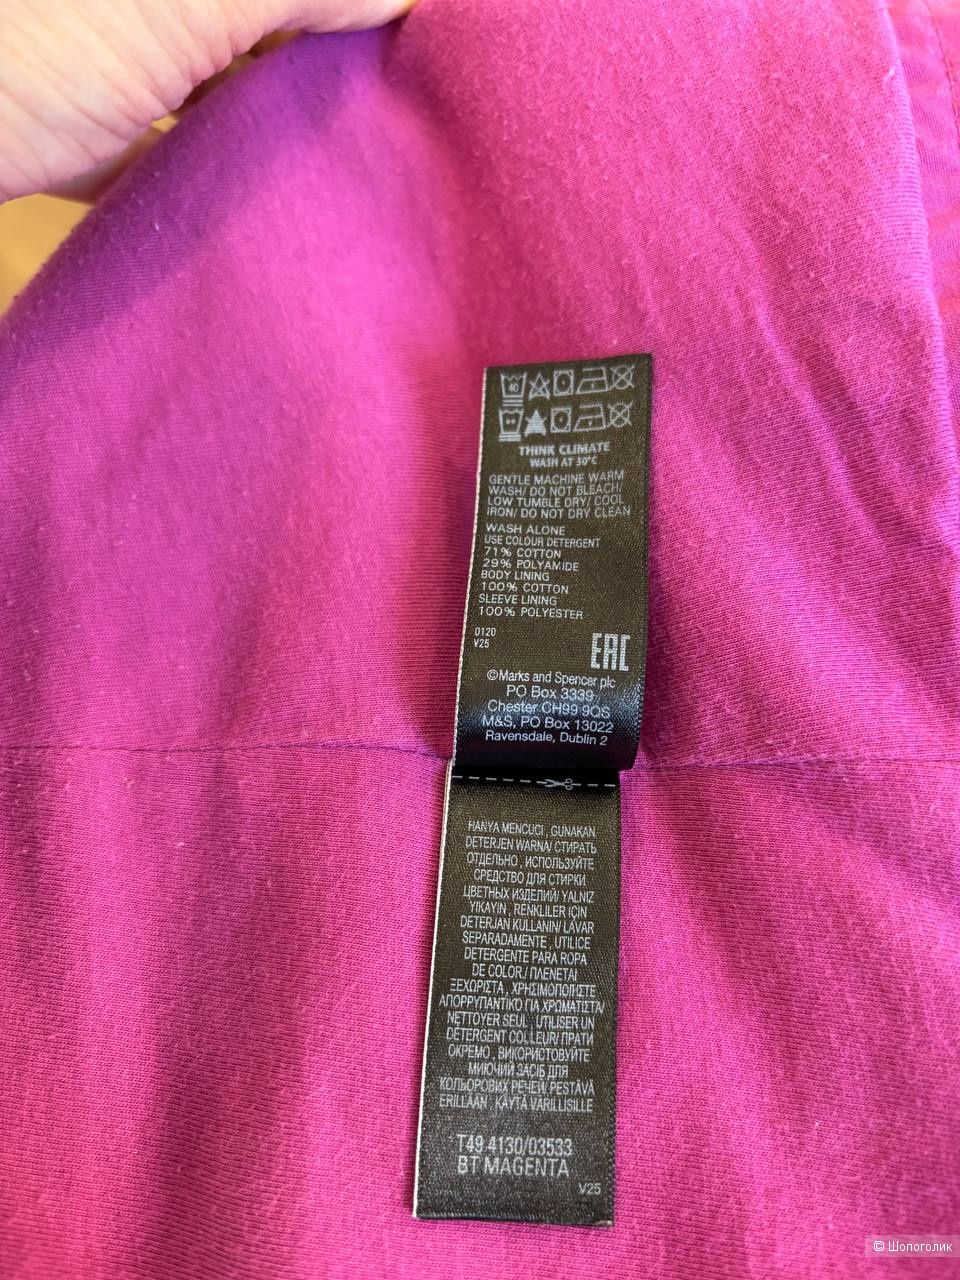 40
THINK CLIMATE
WASH AT 30°C
GENTLE MACHINE WARM
WASH/ DO NOT BLEACH/
LOW TUMBLE DRY/ COOL
IRON/ DO NOT DRY CLEAN
WASH ALONE
USE COLOUR DETERGENT
71% COTTON
29% POLYAMIDE
BODY LINING
100% COTTON
SLEEVE LINING
100% POLYESTER
0120
V25
EAC
©Marks and Spencer plc
PO Box 3339
Chester CH99 9QS
M&S, PO Box 13022
Ravensdale, Dublin 2
HANYA MENCUCI , GUNAKAN
DETERJEN WARNA/ СТИРАТЬ
ОТДЕЛЬНО , ИСПОЛЬЗУЙТЕ
СРЕДСТВО ДЛЯ СТИРКИ
ЦВЕТНЫХ ИЗДЕЛИЙ/ YALNIZ
YIKAYIN , RENKLILER IÇIN
DETERJAN KULLANIN/ LAVAR
SEPARADAMENTE , UTILICE
DETERGENTE PARA ROPA
DE COLOR./ ΠΛΕΝΕΤΑΙ
ΞΕΧΩΡΙΣΤΑ , ΧΡΗΣΙΜΟΠΟΙΗΣΤΕ
ΑΠΟΡΡΥΠΑΝΤΙΚΟ ΓΙΑ ΧΡΩΜΑΤΙΣΤΑ/
NETTOYER SEUL , UTILISER UN
DÉTERGENT COULEUR/ ПРАТИ
ОКРЕМО , ВИКОРИСТОВУЙТЕ
МИЮЧИЙ ЗАСІБ ДЛЯ
КОЛЬОРОВИХ РЕЧЕЙ/ PESTÄVÄ
ERILLÄÄN , KÄYTÄ VÄRILLISILLE
T49 4130/03533
BT MAGENTA
V25
© Шопоголик